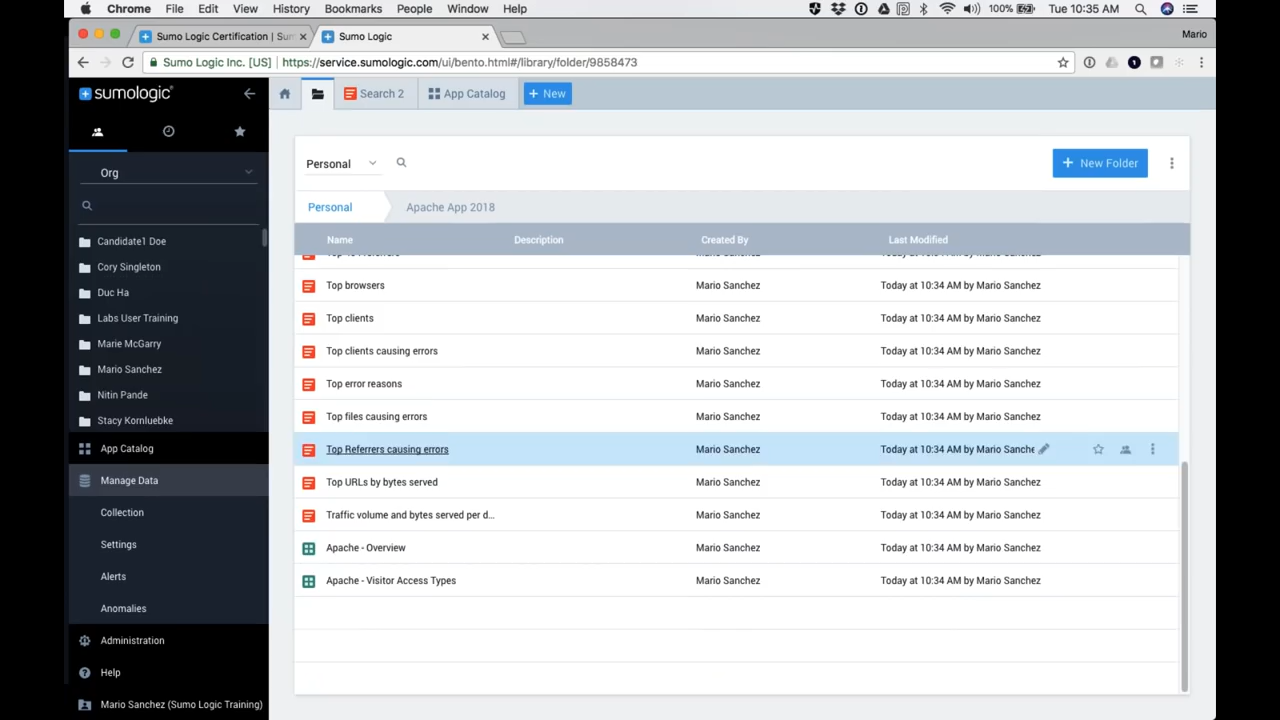 Chrome File Edit View History Bookmarks People Window Help 100% Tue 10:35 AM
Sumo Logic Certification | Sum Sumo Logic Mario
Sumo Logic Inc. [US] https://service.sumologic.com/ui/bento.html#/library/folder/9858473
sumologic Search 2 App Catalog + New
Org
Personal + New Folder
Personal Apache App 2018
Name Description Created By Last Modified
Candidate1 Doe
Cory Singleton
Duc Ha
Labs User Training
Marie McGarry
Mario Sanchez
Nitin Pande
Stacy Kornluebke
App Catalog
Manage Data
Collection
Settings
Alerts
Anomalies
Administration
Help
Mario Sanchez (Sumo Logic Training)
Top browsers Mario Sanchez Today at 10:34 AM by Mario Sanchez
Top clients Mario Sanchez Today at 10:34 AM by Mario Sanchez
Top clients causing errors Mario Sanchez Today at 10:34 AM by Mario Sanchez
Top error reasons Mario Sanchez Today at 10:34 AM by Mario Sanchez
Top files causing errors Mario Sanchez Today at 10:34 AM by Mario Sanchez
Top Referrers causing errors Mario Sanchez Today at 10:34 AM by Mario Sanche
Top URLs by bytes served Mario Sanchez Today at 10:34 AM by Mario Sanchez
Traffic volume and bytes served per d... Mario Sanchez Today at 10:34 AM by Mario Sanchez
Apache - Overview Mario Sanchez Today at 10:34 AM by Mario Sanchez
Apache - Visitor Access Types Mario Sanchez Today at 10:34 AM by Mario Sanchez